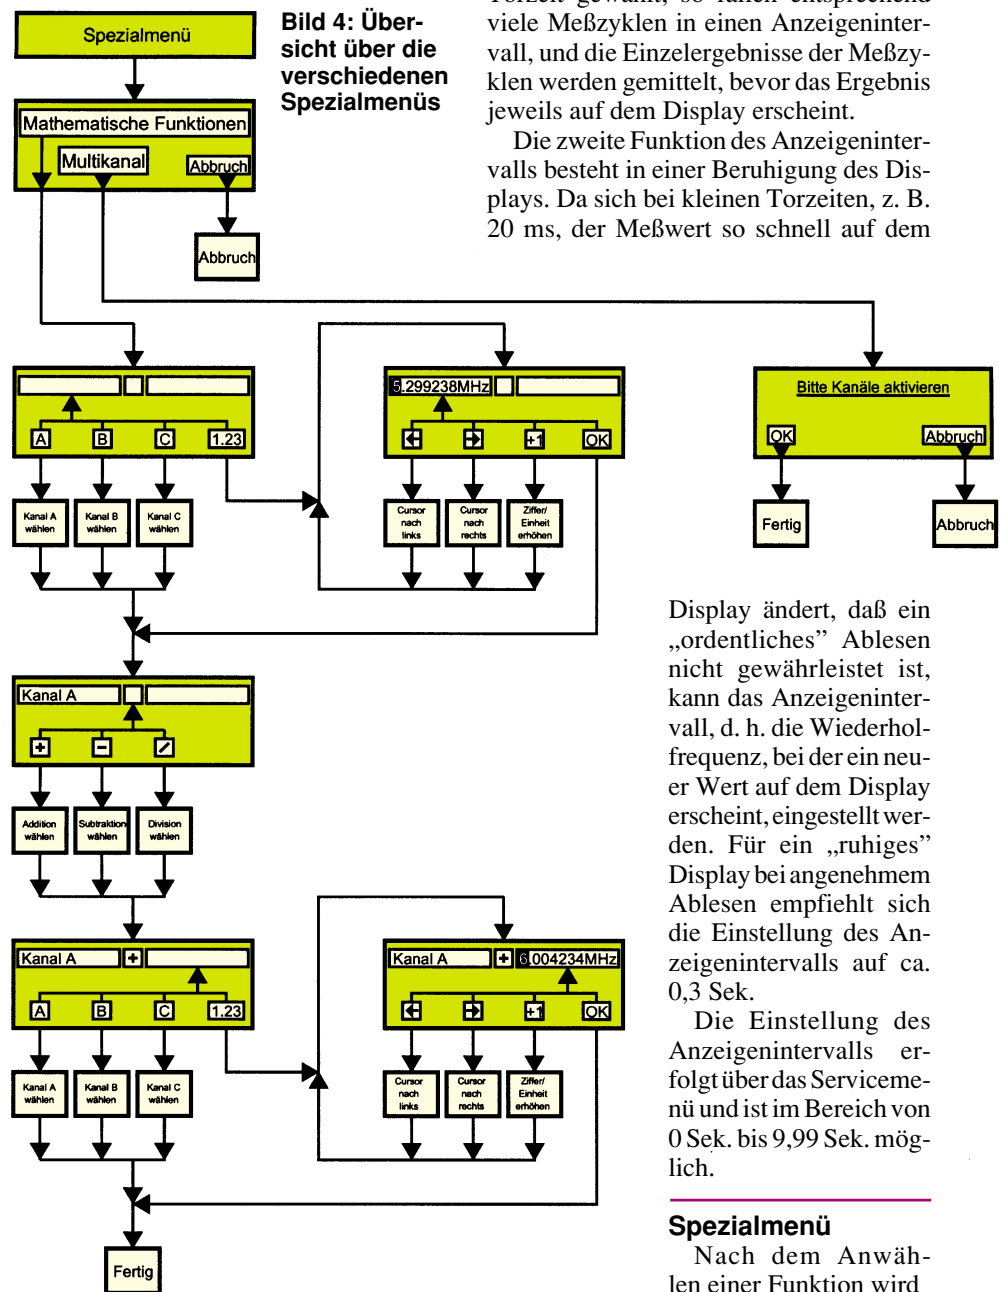 Spezialmenü
Mathematische Funktionen
Multikanal
Abbruch
Abbruch
Bild 4: Über-
sicht über die
verschiedenen
Spezialmenüs
Torzeit gewählt, so fallen entsprechend
viele Meßzyklen in einen Anzeigeninter-
vall, und die Einzelergebnisse der Meßzy-
klen werden gemittelt, bevor das Ergebnis
jeweils auf dem Display erscheint.
Die zweite Funktion des Anzeigeninter-
valls besteht in einer Beruhigung des Dis-
plays. Da sich bei kleinen Torzeiten, z. B.
20 ms, der Meßwert so schnell auf dem
A B C 1.23
Kanal A
wählen
Kanal B
wählen
Kanal C
wählen
5.299238MHz
+1 OK
Cursor
nach
links
Cursor
nach
rechts
Ziffer/
Einheit
erhöhen
Bitte Kanäle aktivieren
OK
Abbruch
Fertig
Abbruch
Kanal A
+ − /
Addition
wählen
Subtraktion
wählen
Division
wählen
Kanal A +
A B C 1.23
Kanal A
wählen
Kanal B
wählen
Kanal C
wählen
Kanal A + 6.004234MHz
+1 OK
Cursor
nach
links
Cursor
nach
rechts
Ziffer/
Einheit
erhöhen
Fertig
Display ändert, daß ein
„ordentliches” Ablesen
nicht gewährleistet ist,
kann das Anzeigeninter-
vall, d. h. die Wiederhol-
frequenz, bei der ein neu-
er Wert auf dem Display
erscheint, eingestellt wer-
den. Für ein „ruhiges”
Display bei angenehmem
Ablesen empfiehlt sich
die Einstellung des An-
zeigenintervalls auf ca.
0,3 Sek.
Die Einstellung des
Anzeigenintervalls er-
folgt über das Serviceme-
nü und ist im Bereich von
0 Sek. bis 9,99 Sek. mög-
lich.
Spezialmenü
Nach dem Anwäh-
len einer Funktion wird